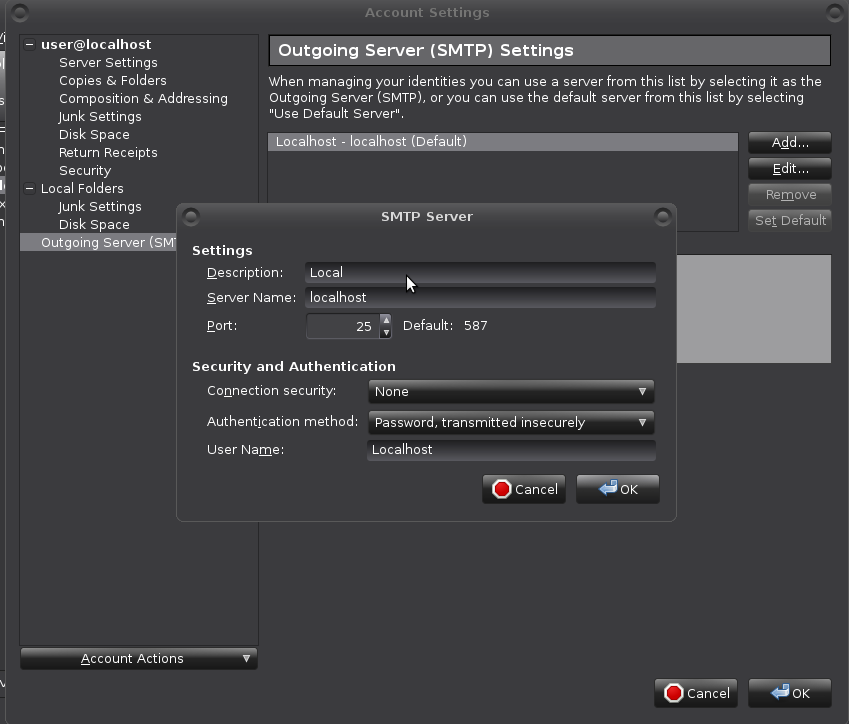 Account Settings
user@localhost
Server Settings
Copies & Folders
Composition & Addressing
Junk Settings
Disk Space
Return Receipts
Security
Local Folders
Junk Settings
Disk Space
Outgoing Server (SMT
Account Actions
Outgoing Server (SMTP) Settings
When managing your identities you can use a server from this list by selecting it as the
Outgoing Server (SMTP), or you can use the default server from this list by selecting
"Use Default Server".
Localhost - localhost (Default)
Add...
Edit...
Remove
Set Default
SMTP Server
Settings
Description: Local
Server Name: localhost
Port: 25 Default: 587
Security and Authentication
Connection security: None
Authentication method: Password, transmitted insecurely
User Name: Localhost
Cancel OK
Cancel OK